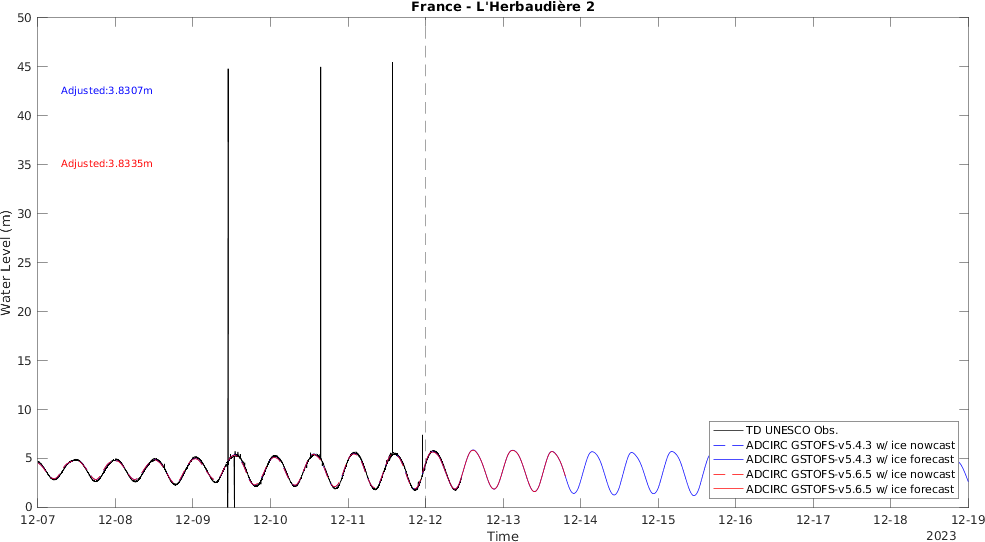 France - L'Herbaudière 2
50
45
40
35
30
25
20
15
10
5
0
Water Level (m)
Adjusted:3.8307m
Adjusted:3.8335m
TD UNESCO Obs.
ADCIRC GSTOFS-v5.4.3 w/ ice nowcast
ADCIRC GSTOFS-v5.4.3 w/ ice forecast
ADCIRC GSTOFS-v5.6.5 w/ ice nowcast
ADCIRC GSTOFS-v5.6.5 w/ ice forecast
12-07 12-08 12-09 12-10 12-11 12-12 12-13 12-14 12-15 12-16 12-17 12-18 12-19
Time
2023